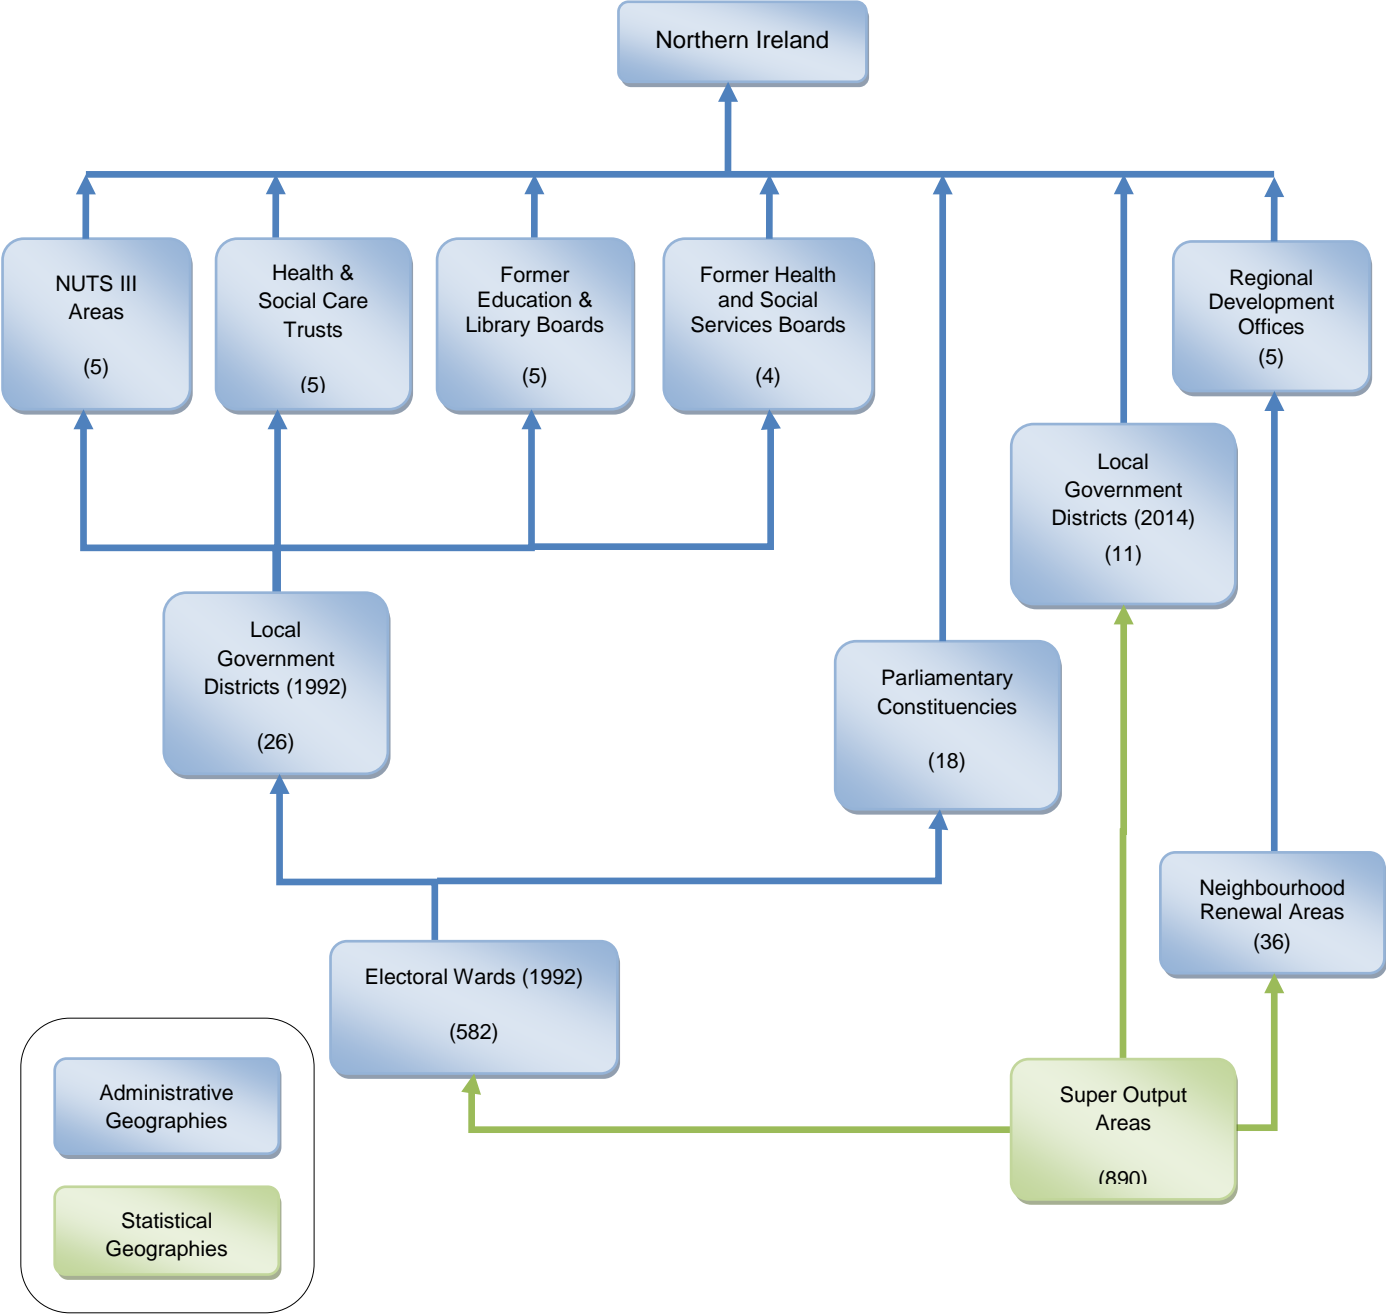 Northern Ireland
NUTS III
Areas
(5)
Health &
Social Care
Trusts
(5)
Former
Education &
Library Boards
(5)
Former Health
and Social
Services Boards
(4)
Regional
Development
Offices
(5)
Local
Government
Districts (2014)
(11)
Local
Government
Districts (1992)
(26)
Parliamentary
Constituencies
(18)
Neighbourhood
Renewal Areas
(36)
Electoral Wards (1992)
(582)
Super Output
Areas
(890)
Administrative
Geographies
Statistical
Geographies